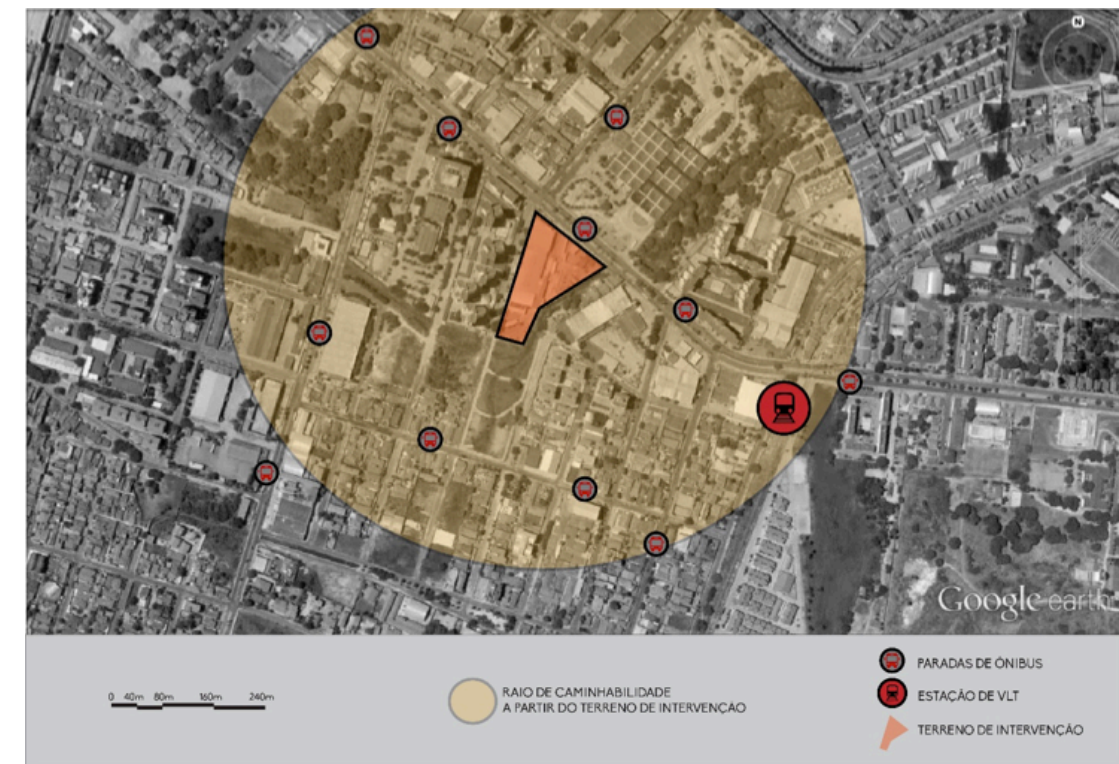 N
Google earth
0 40m 80m 160m 240m
RAIO DE CAMINHABILIDADE
A PARTIR DO TERRENO DE INTERVENÇÃO
PARADAS DE ÔNIBUS
ESTAÇÃO DE VLT
TERRENO DE INTERVENÇÃO